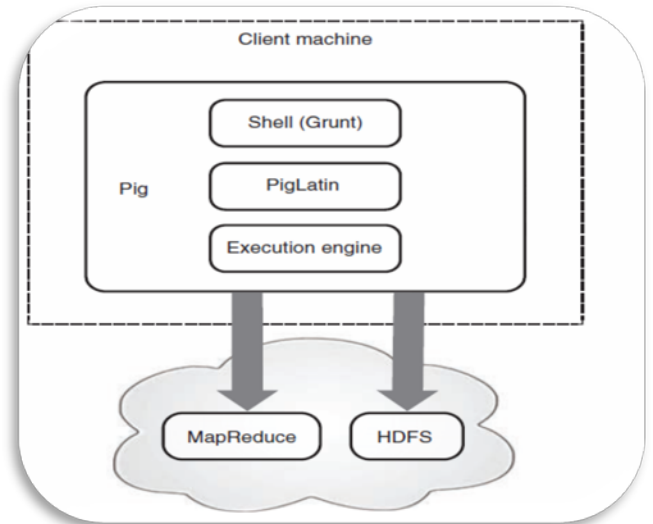 Client machine
Shell (Grunt)
Pig
PigLatin
Execution engine
MapReduce
HDFS